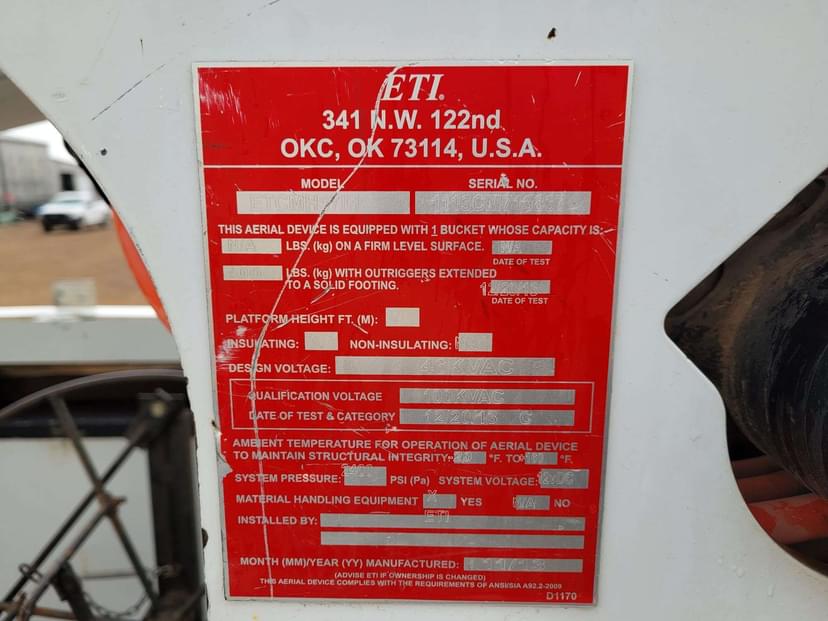 ETI.
341 N.W. 122nd
OKC, OK 73114, U.S.A.
MODEL SERIAL NO.
THIS AERIAL DEVICE IS EQUIPPED WITH 1 BUCKET WHOSE CAPACITY IS:
N/A LBS. (kg) ON A FIRM LEVEL SURFACE. N/A
DATE OF TEST
LBS. (kg) WITH OUTRIGGERS EXTENDED
TO A SOLID FOOTING.
DATE OF TEST
PLATFORM HEIGHT FT. (M):
INSULATING: NON-INSULATING:
DESIGN VOLTAGE:
QUALIFICATION VOLTAGE
DATE OF TEST & CATEGORY C
AMBIENT TEMPERATURE FOR OPERATION OF AERIAL DEVICE
TO MAINTAIN STRUCTURAL INTEGRITY: °F. TO °F.
SYSTEM PRESSURE: PSI (Pa) SYSTEM VOLTAGE:
MATERIAL HANDLING EQUIPMENT X YES N/A NO
INSTALLED BY: ETI
MONTH (MM)/YEAR (YY) MANUFACTURED:
(ADVISE ETI IF OWNERSHIP IS CHANGED)
THIS AERIAL DEVICE COMPLIES WITH THE REQUIREMENTS OF ANSI/SIA A92.2-2009
D1170